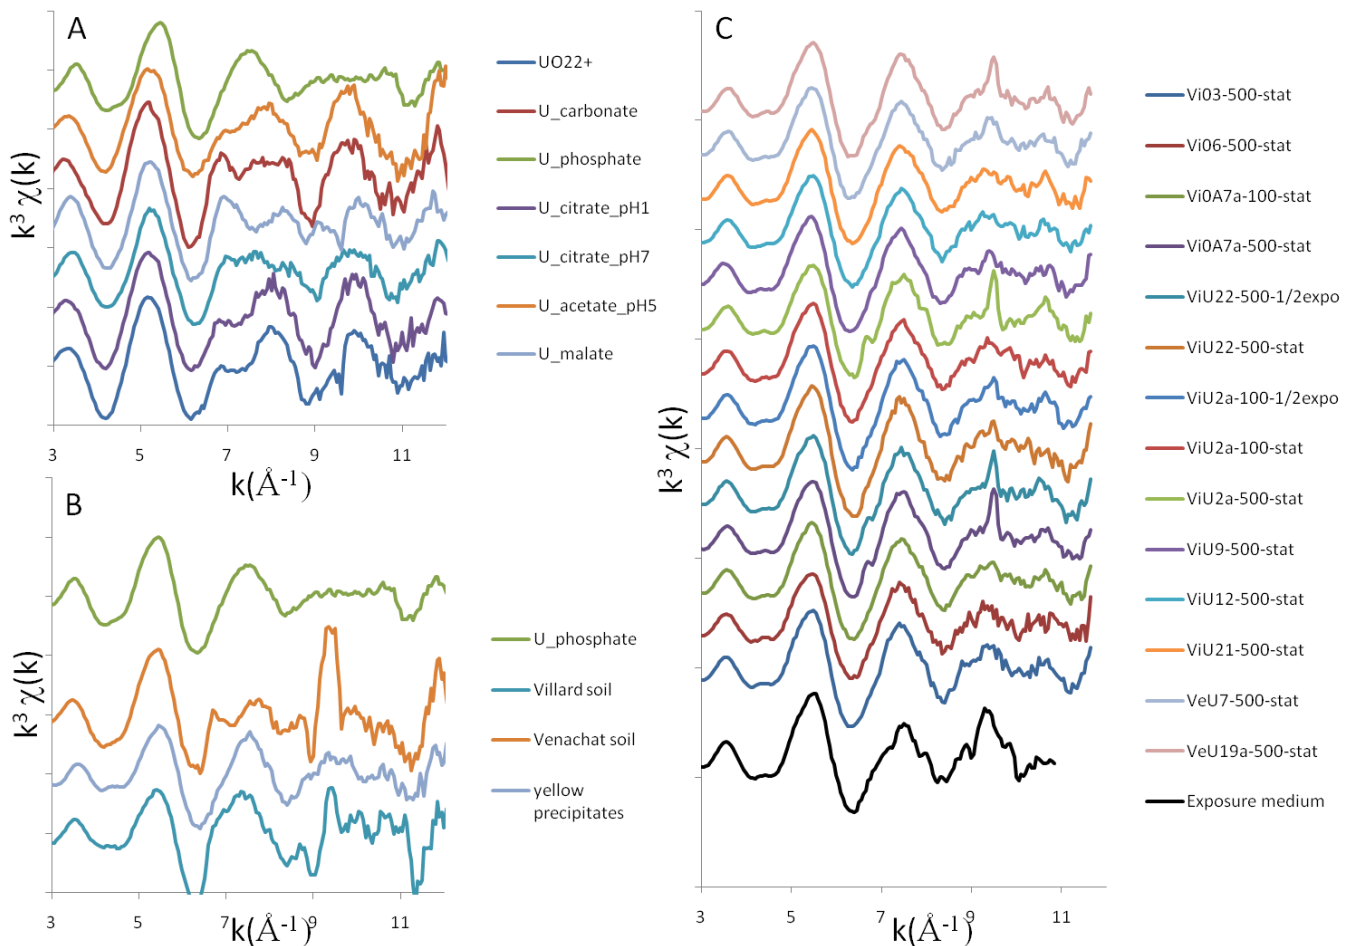 A
k³ χ(k)
3 5 7 9 11
k(Å⁻¹)
UO22+
U_carbonate
U_phosphate
U_citrate_pH1
U_citrate_pH7
U_acetate_pH5
U_malate
B
k³ χ(k)
3 5 7 9 11
k(Å⁻¹)
U_phosphate
Villard soil
Venachat soil
yellow
precipitates
C
k³ χ(k)
3 5 7 9 11
k(Å⁻¹)
Vi03-500-stat
Vi06-500-stat
Vi0A7a-100-stat
Vi0A7a-500-stat
ViU22-500-1/2expo
ViU22-500-stat
ViU2a-100-1/2expo
ViU2a-100-stat
ViU2a-500-stat
ViU9-500-stat
ViU12-500-stat
ViU21-500-stat
VeU7-500-stat
VeU19a-500-stat
Exposure medium